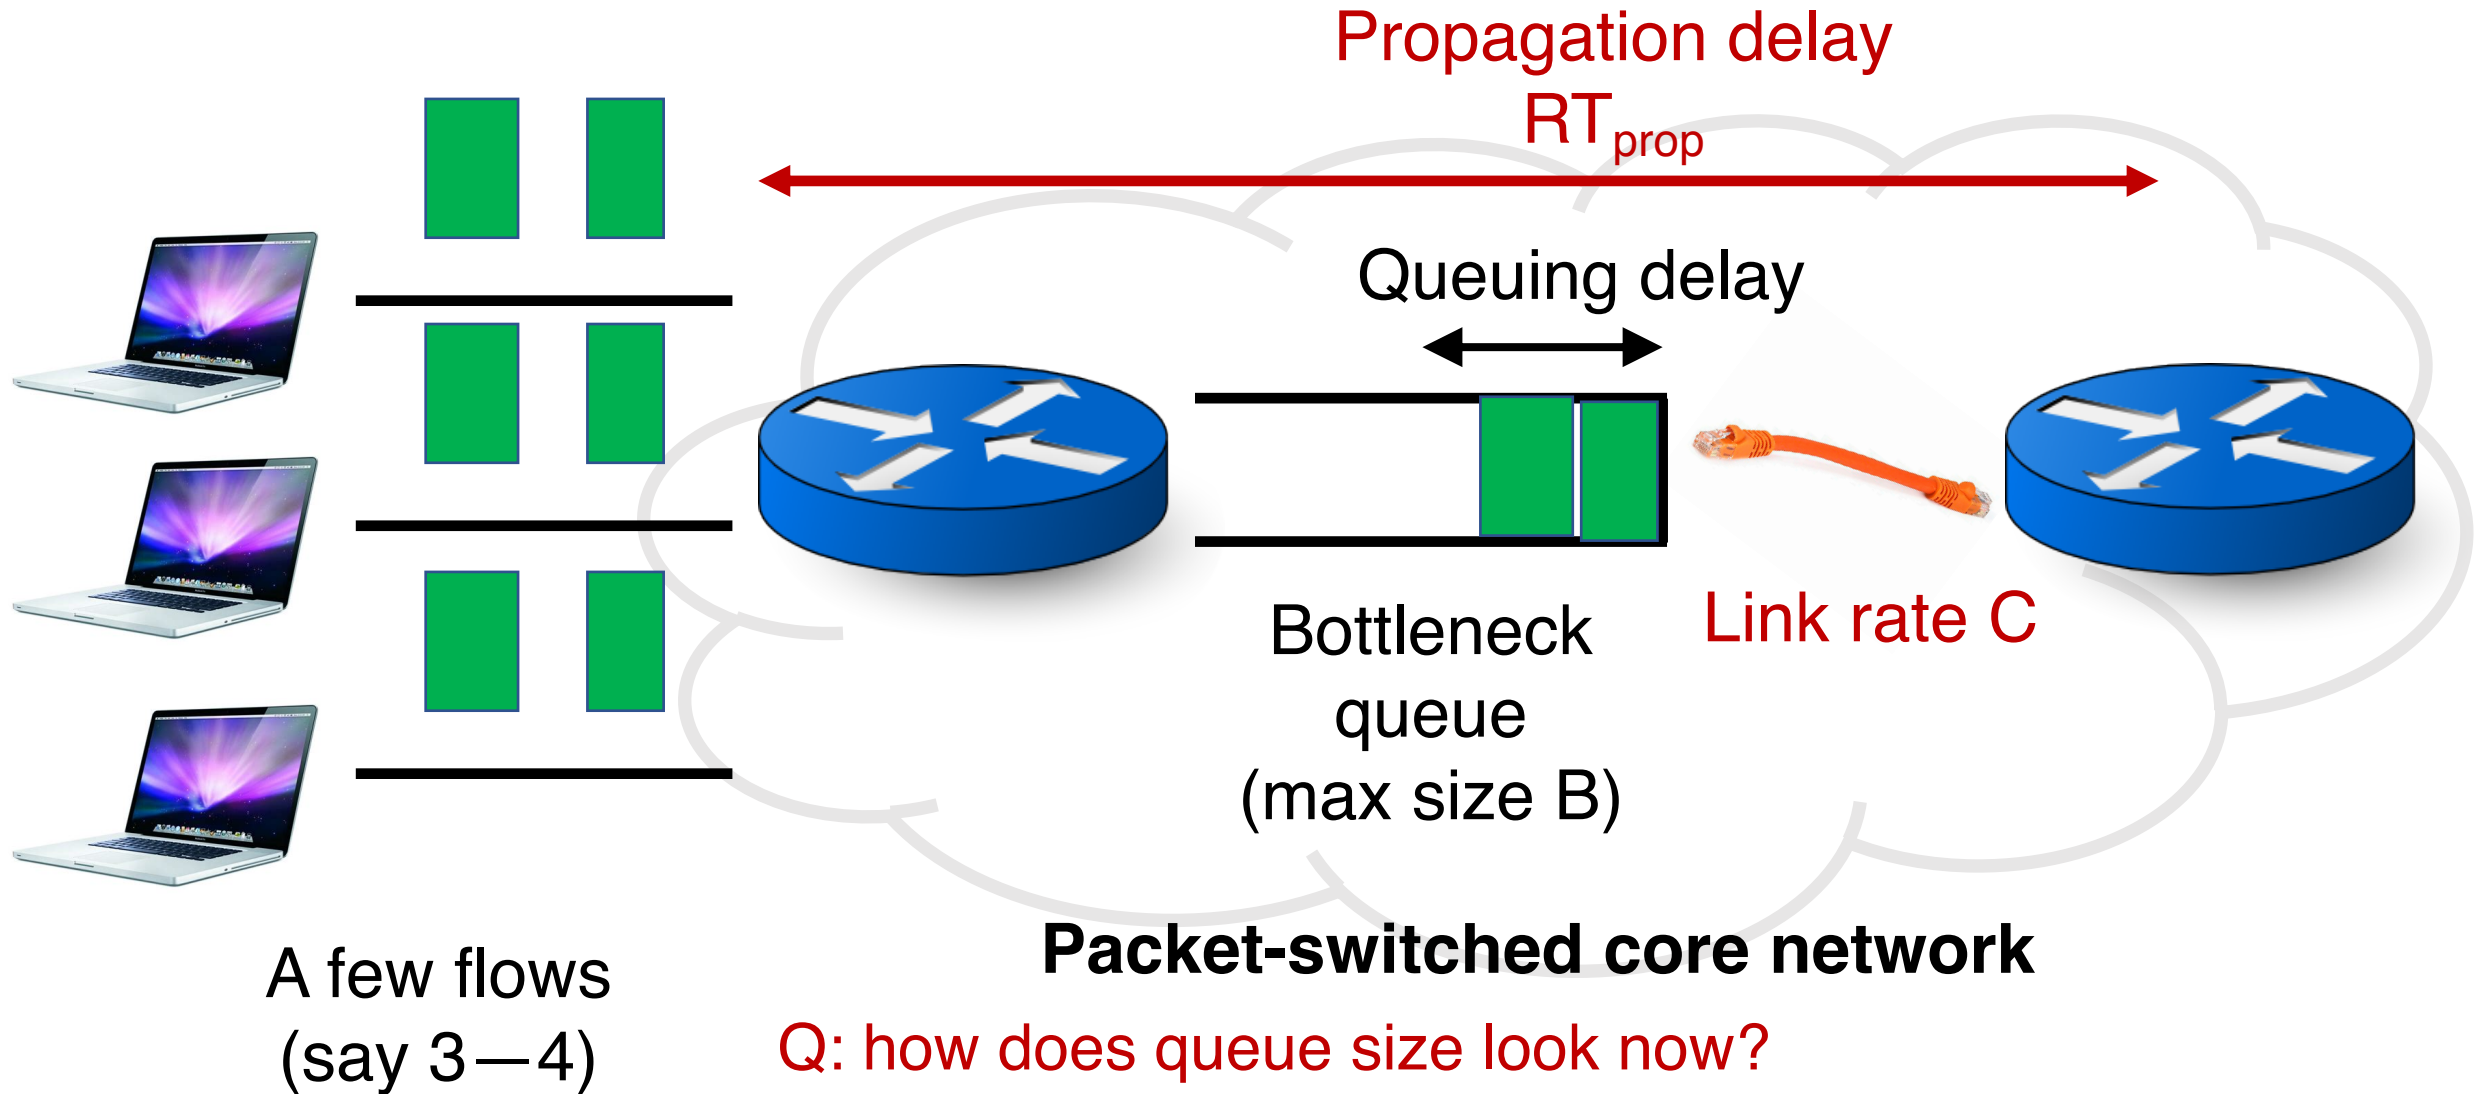 Propagation delay
RTprop
Queuing delay
Link rate C
Bottleneck
queue
(max size B)
Packet-switched core network
A few flows
(say 3—4)
Q: how does queue size look now?